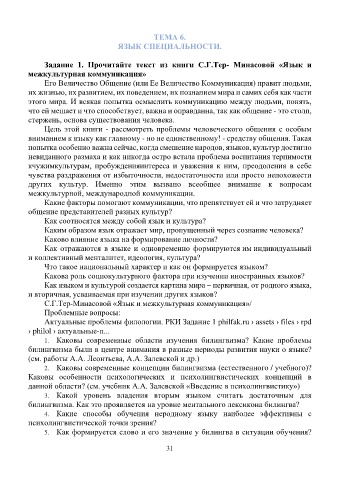 ТЕМА 6.
ЯЗЫК СПЕЦИАЛЬНОСТИ.
Задание 1. Прочитайте текст из книги С.Г.Тер- Минасовой «Язык и
межкультурная коммуникация»
Его Величество Общение (или Ее Величество Коммуникация) правит людьми,
их жизнью, их развитием, их поведением, их познанием мира и самих себя как части
этого мира. И всякая попытка осмыслить коммуникацию между людьми, понять,
что ей мешает и что способствует, важна и оправданна, так как общение - это столп,
стержень, основа существования человека.
Цель этой книги - рассмотреть проблемы человеческого общения с особым
вниманием к языку как главному - но не единственному! - средству общения. Такая
попытка особенно важна сейчас, когда смешение народов, языков, культур достигло
невиданного размаха и как никогда остро встала проблема воспитания терпимости
кчужимкультурам, пробужденияинтереса и уважения к ним, преодоления в себе
чувства раздражения от избыточности, недостаточности или просто непохожести
других культур. Именно этим вызвано всеобщее внимание к вопросам
межкультурной, международной коммуникации.
Какие факторы помогают коммуникации, что препятствует ей и что затрудняет
общение представителей разных культур?
Как соотносятся между собой язык и культура?
Каким образом язык отражает мир, пропущенный через сознание человека?
Каково влияние языка на формирование личности?
Как отражаются в языке и одновременно формируются им индивидуальный
и коллективный менталитет, идеология, культура?
Что такое национальный характер и как он формируется языком?
Какова роль социокультурного фактора при изучении иностранных языков?
Как языком и культурой создается картина мира – первичная, от родного языка,
и вторичная, усваиваемая при изучении других языков?
С.Г.Тер-Минасовой «Язык и межкультурная коммуникация»/
Проблемные вопросы:
Актуальные проблемы филологии. РКИ Задание 1 philfak.ru › assets › files › rpd
› philol › актуальные-п...
1. Каковы современные области изучения билингвизма? Какие проблемы
билингвизма были в центре внимания в разные периоды развития науки о языке?
(см. работы А.А. Леонтьева, А.А. Залевской и др.)
2. Каковы современные концепции билингвизма (естественного / учебного)?
Каковы особенности психологических и психолингвистических концепций в
данной области? (см. учебник А.А. Залевской «Введение в психолингвистику»)
3. Какой уровень владения вторым языком считать достаточным для
билингвизма. Как это проявляется на уровне ментального лексикона билингва?
4. Какие способы обучения неродному языку наиболее эффективны с
психолингвистической точки зрения?
5. Как формируется слово и его значение у билингва в ситуации обучения?
31